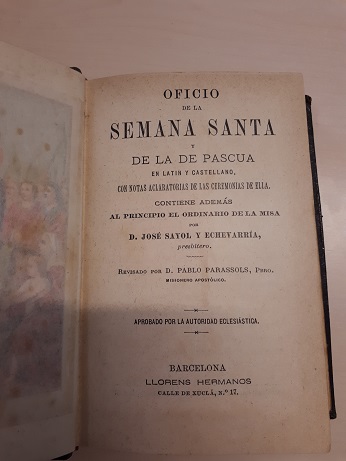 OFICIO
DE LA
SEMANA SANTA
Y
DE LA DE PASCUA
EN LATIN Y CASTELLANO,
CON NOTAS ACLARATORIAS DE LAS CEREMONIAS DE ELLA.
CONTIENE ADEMÁS
AL PRINCIPIO EL ORDINARIO DE LA MISA
POR
D. JOSÉ SAYOL Y ECHEVARRÍA,
presbítero.
REVISADO POR D. PABLO PARASSOLS, PBRO.
MISIONERO APOSTÓLICO.
APROBADO POR LA AUTORIDAD ECLESIÁSTICA.
BARCELONA
LLORENS HERMANOS
CALLE DE XUCLÁ, N.º 17.